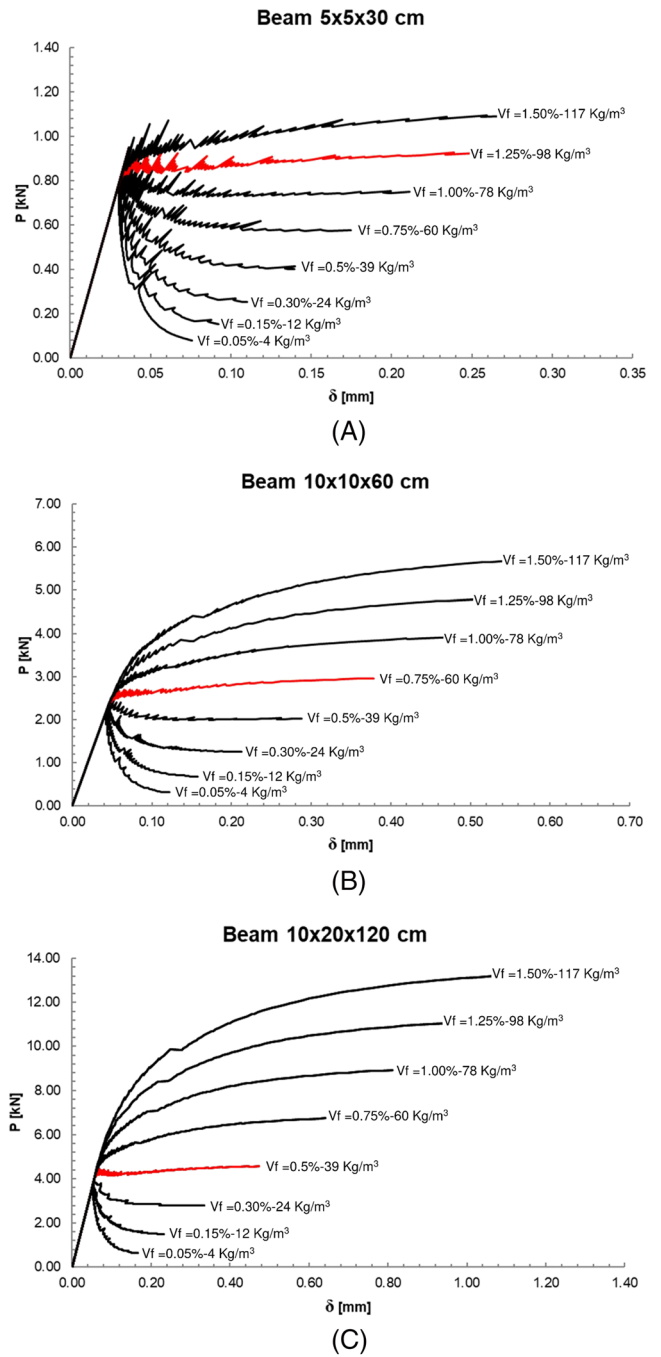 Beam 5x5x30 cm
1.40
1.20
1.00
0.80
0.60
0.40
0.20
0.00
P [kN]
Vf =1.50%-117 Kg/m³
Vf =1.25%-98 Kg/m³
Vf =1.00%-78 Kg/m³
Vf =0.75%-60 Kg/m³
Vf =0.5%-39 Kg/m³
Vf =0.30%-24 Kg/m³
Vf =0.15%-12 Kg/m³
Vf =0.05%-4 Kg/m³
0.00 0.05 0.10 0.15 0.20 0.25 0.30 0.35
δ [mm]
(A)
Beam 10x10x60 cm
7.00
6.00
5.00
4.00
3.00
2.00
1.00
0.00
P [kN]
Vf =1.50%-117 Kg/m³
Vf =1.25%-98 Kg/m³
Vf =1.00%-78 Kg/m³
Vf =0.75%-60 Kg/m³
Vf =0.5%-39 Kg/m³
Vf =0.30%-24 Kg/m³
Vf =0.15%-12 Kg/m³
Vf =0.05%-4 Kg/m³
0.00 0.10 0.20 0.30 0.40 0.50 0.60 0.70
δ [mm]
(B)
Beam 10x20x120 cm
14.00
12.00
10.00
8.00
6.00
4.00
2.00
0.00
P [kN]
Vf =1.50%-117 Kg/m³
Vf =1.25%-98 Kg/m³
Vf =1.00%-78 Kg/m³
Vf =0.75%-60 Kg/m³
Vf =0.5%-39 Kg/m³
Vf =0.30%-24 Kg/m³
Vf =0.15%-12 Kg/m³
Vf =0.05%-4 Kg/m³
0.00 0.20 0.40 0.60 0.80 1.00 1.20 1.40
δ [mm]
(C)